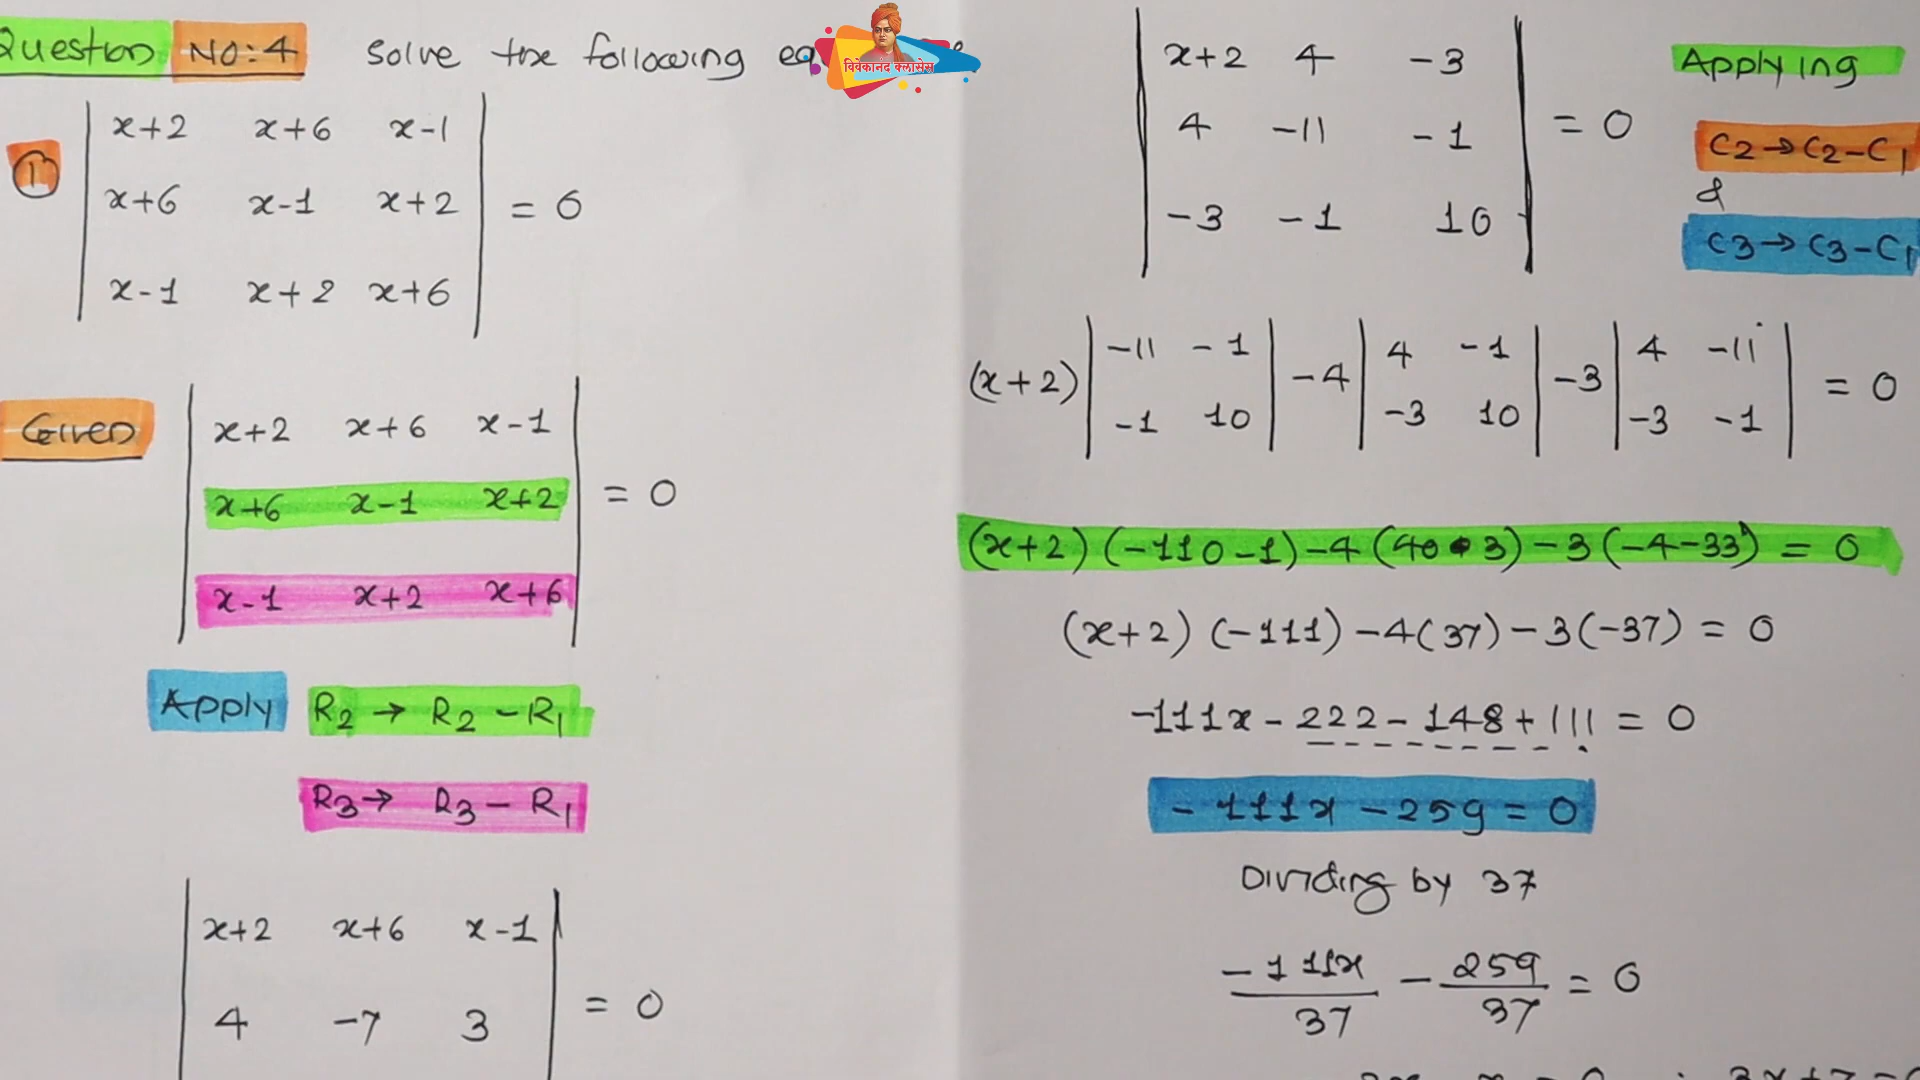 Question NO:4 Solve the following eq
विवेकानंद क्लासेस
① | x+2 x+6 x-1 |
| x+6 x-1 x+2 | = 0
| x-1 x+2 x+6 |
Given | x+2 x+6 x-1 |
| x+6 x-1 x+2 | = 0
| x-1 x+2 x+6 |
Apply R2 → R2 - R1
R3 → R3 - R1
| x+2 x+6 x-1 |
| 4 -7 3 | = 0
| x+2 4 -3 | Applying
| 4 -11 -1 | = 0 C2 → C2-C1
&
| -3 -1 10 | C3 → C3-C1
(x+2) | -11 -1 | -4 | 4 -1 | -3 | 4 -11 | = 0
| -1 10 | | -3 10 | | -3 -1 |
(x+2) (-110-1) -4 (40 3) -3 (-4-33) = 0
(x+2) (-111) -4(37) -3(-37) = 0
-111x - 222 - 148 + 111 = 0
-111x - 259 = 0
Dividing by 37
-111x/37 - 259/37 = 0